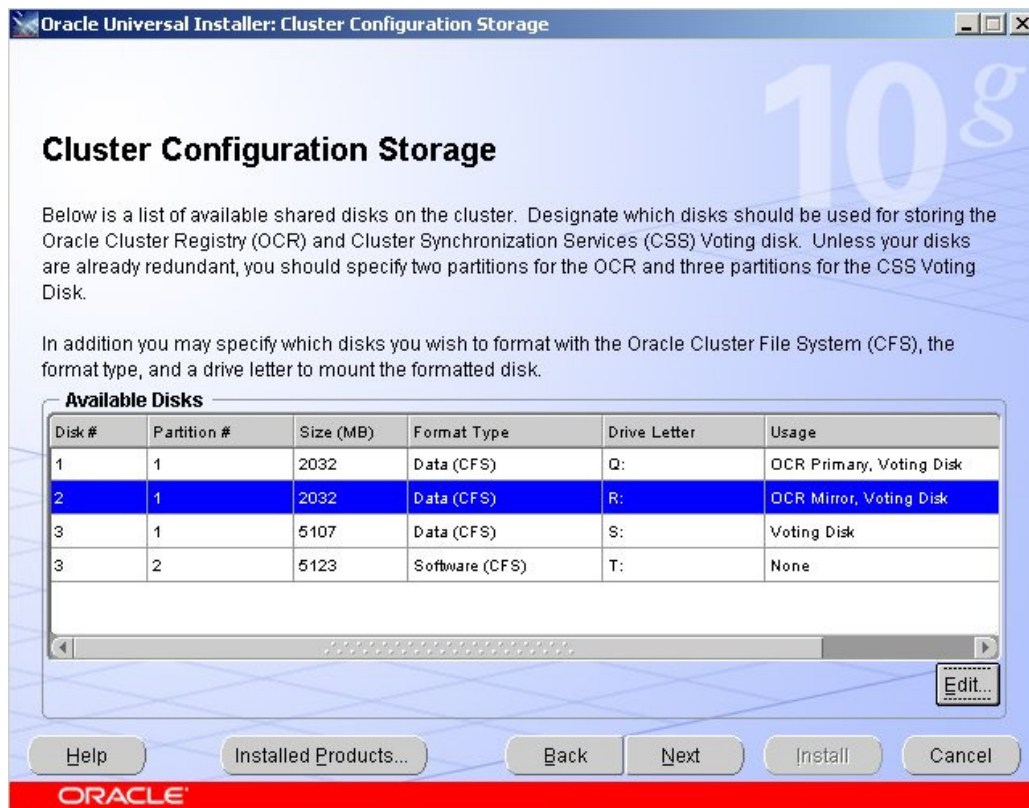 Oracle Universal Installer: Cluster Configuration Storage
10g
Cluster Configuration Storage
Below is a list of available shared disks on the cluster. Designate which disks should be used for storing the
Oracle Cluster Registry (OCR) and Cluster Synchronization Services (CSS) Voting disk. Unless your disks
are already redundant, you should specify two partitions for the OCR and three partitions for the CSS Voting
Disk.
In addition you may specify which disks you wish to format with the Oracle Cluster File System (CFS), the
format type, and a drive letter to mount the formatted disk.
Available Disks
Disk # Partition # Size (MB) Format Type Drive Letter Usage
1 1 2032 Data (CFS) Q: OCR Primary, Voting Disk
2 1 2032 Data (CFS) R: OCR Mirror, Voting Disk
3 1 5107 Data (CFS) S: Voting Disk
3 2 5123 Software (CFS) T: None
Edit...
Help Installed Products... Back Next Install Cancel
ORACLE